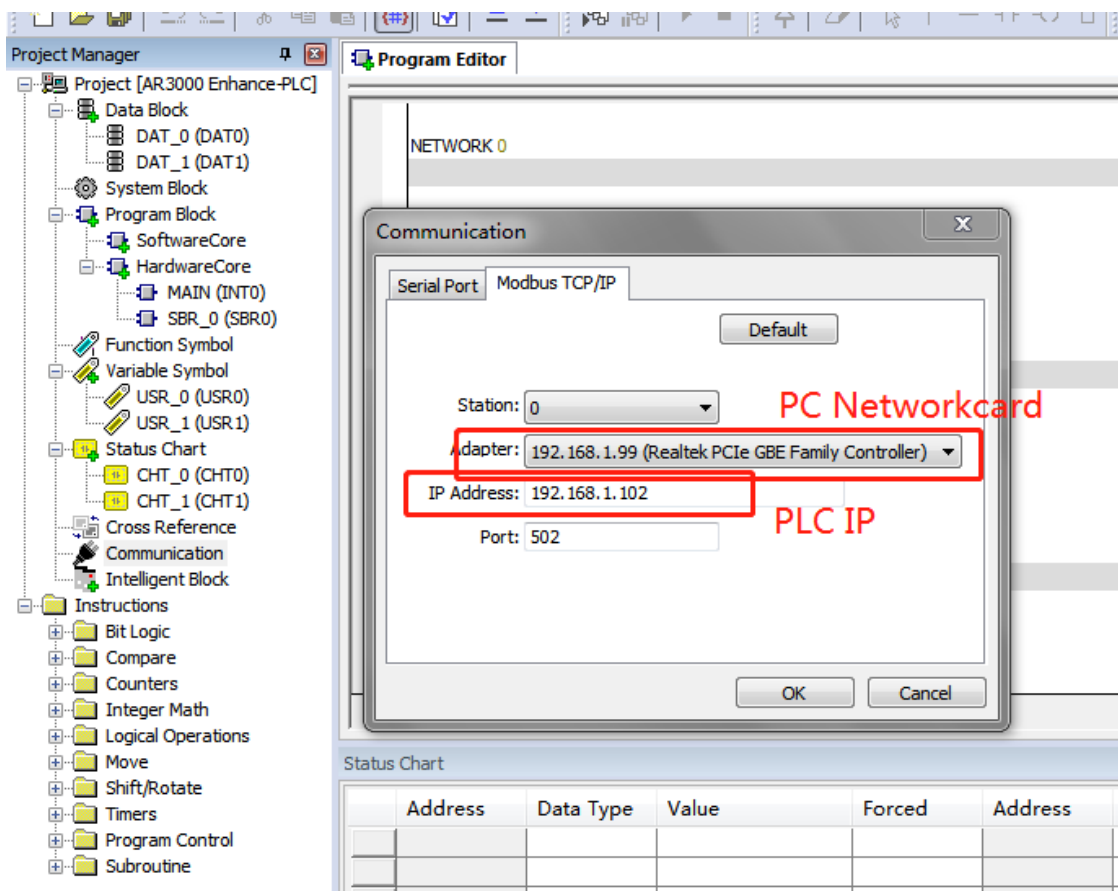 Project Manager
Project [AR3000 Enhance-PLC]
Data Block
DAT_0 (DAT0)
DAT_1 (DAT1)
System Block
Program Block
SoftwareCore
HardwareCore
MAIN (INT0)
SBR_0 (SBR0)
Function Symbol
Variable Symbol
USR_0 (USR0)
USR_1 (USR1)
Status Chart
CHT_0 (CHT0)
CHT_1 (CHT1)
Cross Reference
Communication
Intelligent Block
Instructions
Bit Logic
Compare
Counters
Integer Math
Logical Operations
Move
Shift/Rotate
Timers
Program Control
Subroutine
Program Editor
NETWORK 0
Communication
Serial Port Modbus TCP/IP
Default
Station: 0
PC Networkcard
Adapter: 192.168.1.99 (Realtek PCIe GBE Family Controller)
IP Address: 192.168.1.102
PLC IP
Port: 502
OK Cancel
Status Chart
Address Data Type Value Forced Address